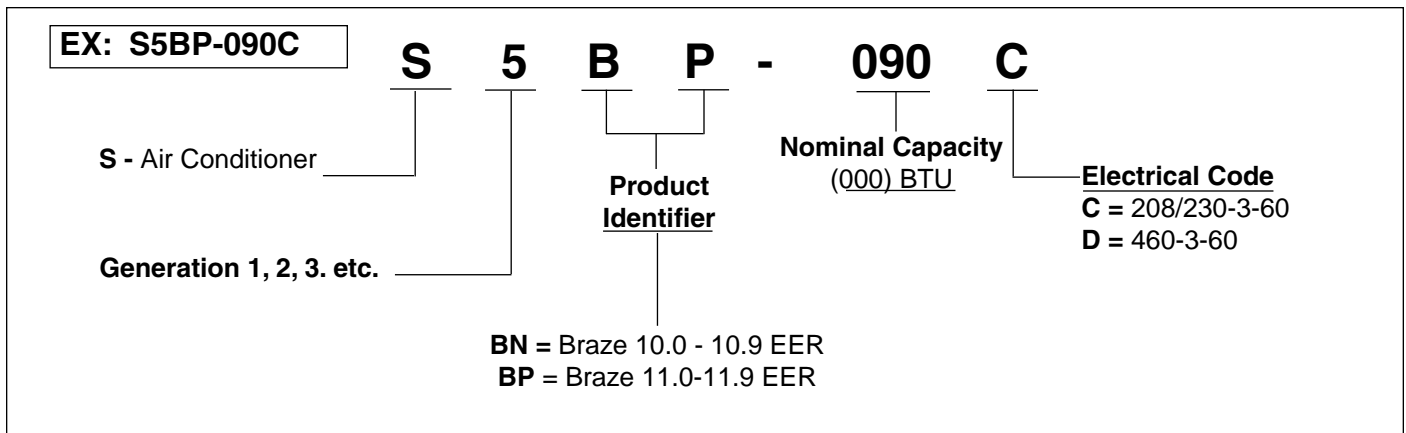 EX: S5BP-090C
S 5 B P - 090 C
S - Air Conditioner
Generation 1, 2, 3. etc.
Product
Identifier
BN = Braze 10.0 - 10.9 EER
BP = Braze 11.0-11.9 EER
Nominal Capacity
(000) BTU
Electrical Code
C = 208/230-3-60
D = 460-3-60